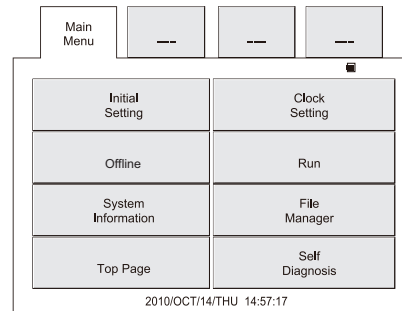 Main
Menu
--
--
--
Initial
Setting
Clock
Setting
Offline
Run
System
Information
File
Manager
Top Page
Self
Diagnosis
2010/OCT/14/THU 14:57:17